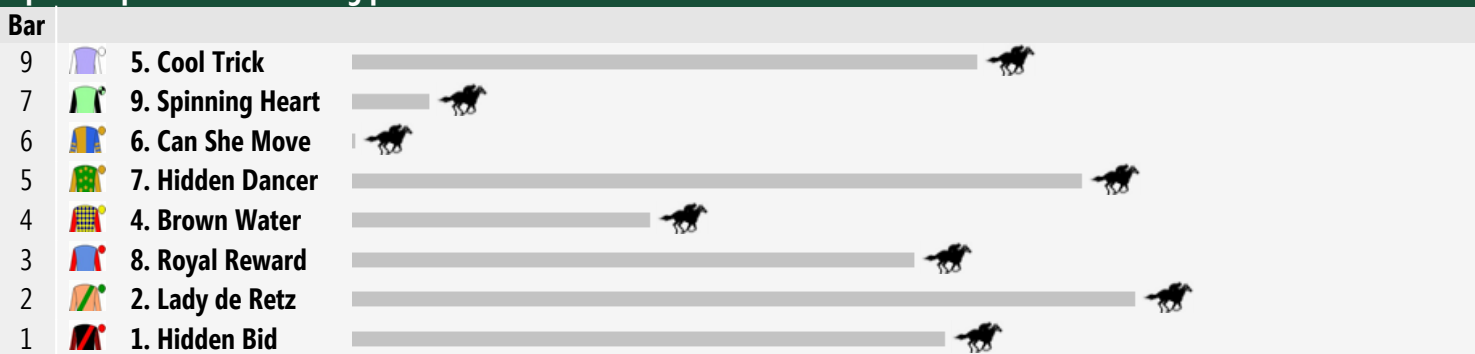 Bar
9 5. Cool Trick
7 9. Spinning Heart
6 6. Can She Move
5 7. Hidden Dancer
4 4. Brown Water
3 8. Royal Reward
2 2. Lady de Retz
1 1. Hidden Bid